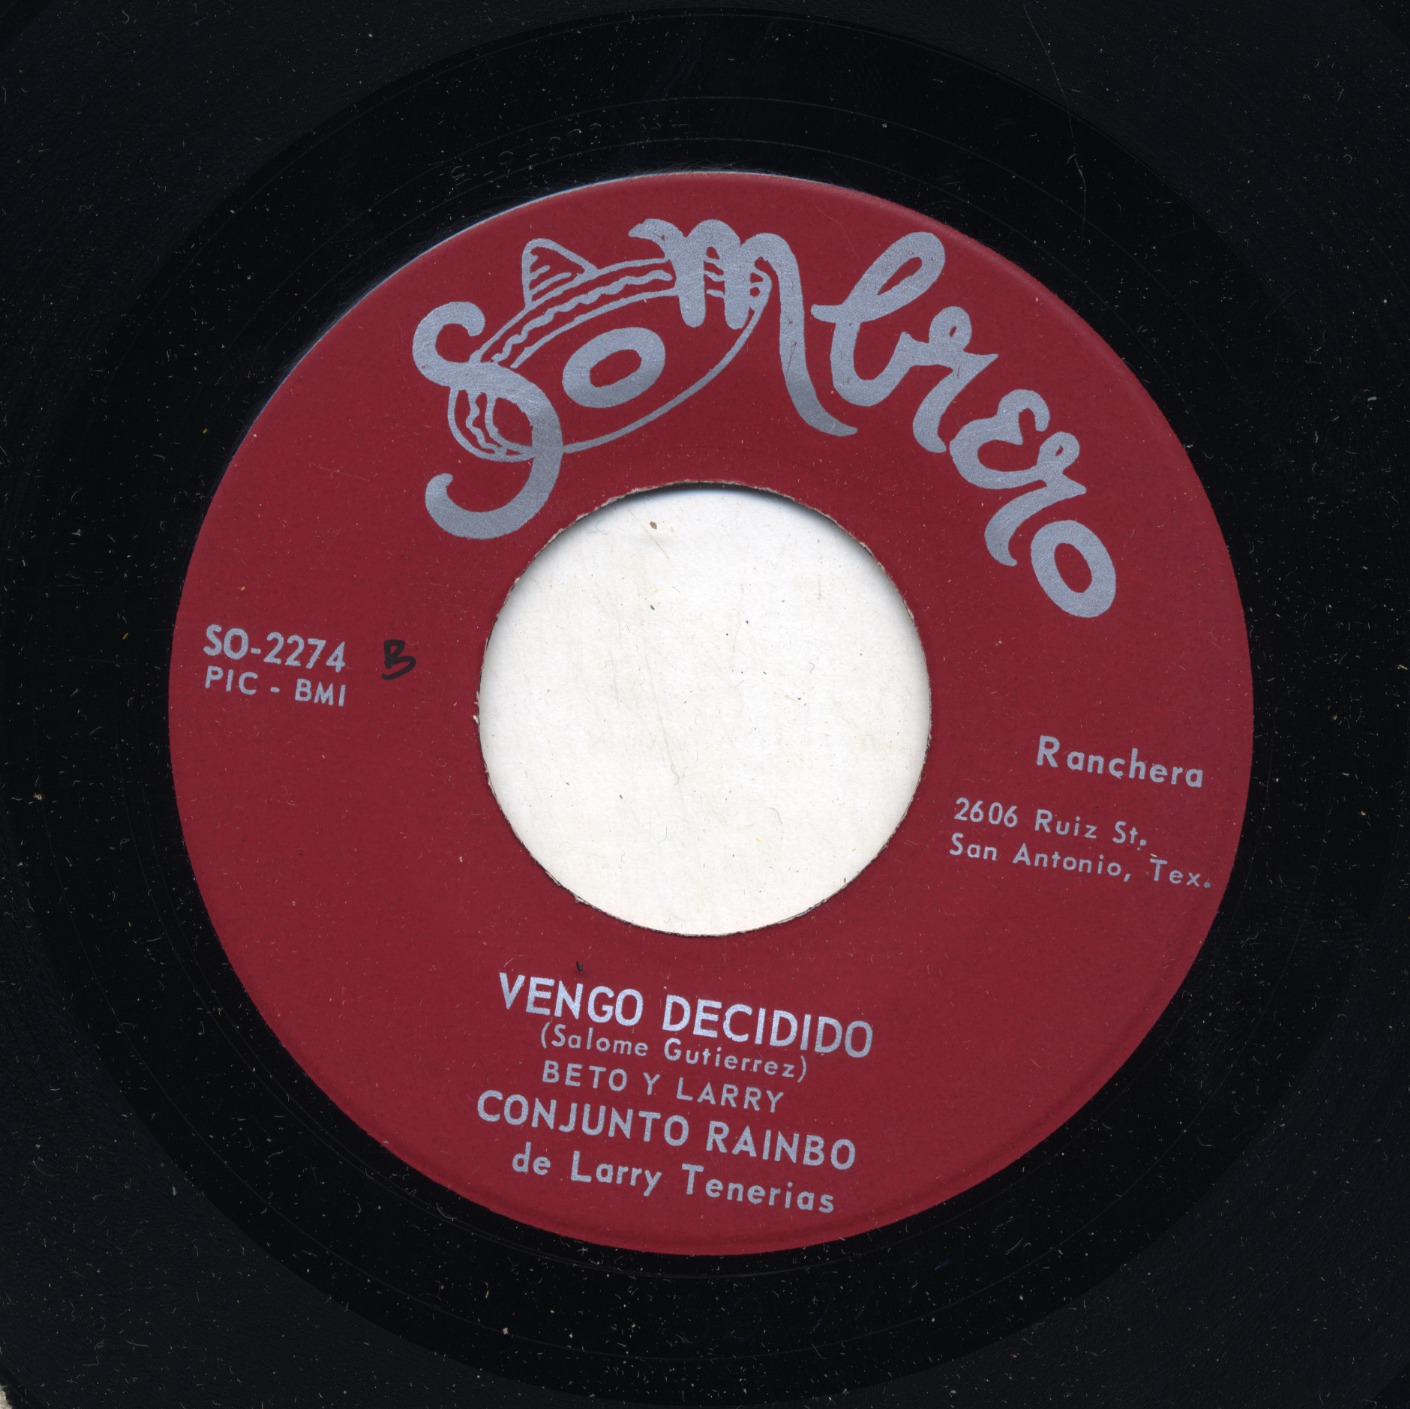 Sombrero
SO-2274 B
PIC - BMI
Ranchera
2606 Ruiz St.
San Antonio, Tex.
VENGO DECIDIDO
(Salome Gutierrez)
BETO Y LARRY
CONJUNTO RAINBO
de Larry Tenerias